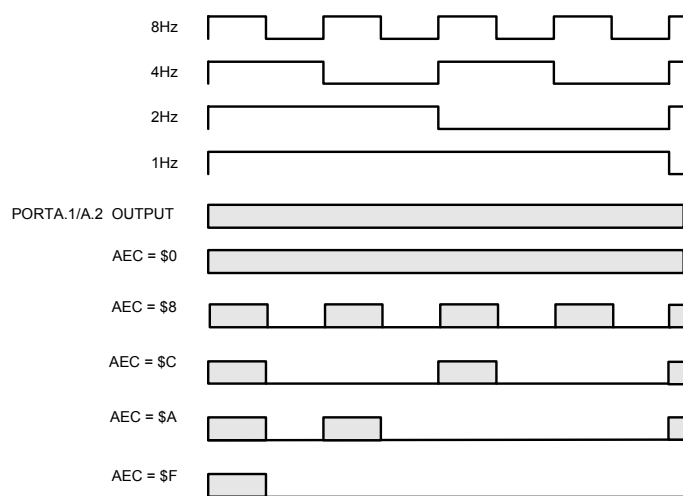 8Hz
4Hz
2Hz
1Hz
PORTA.1/A.2 OUTPUT
AEC = $0
AEC = $8
AEC = $C
AEC = $A
AEC = $F